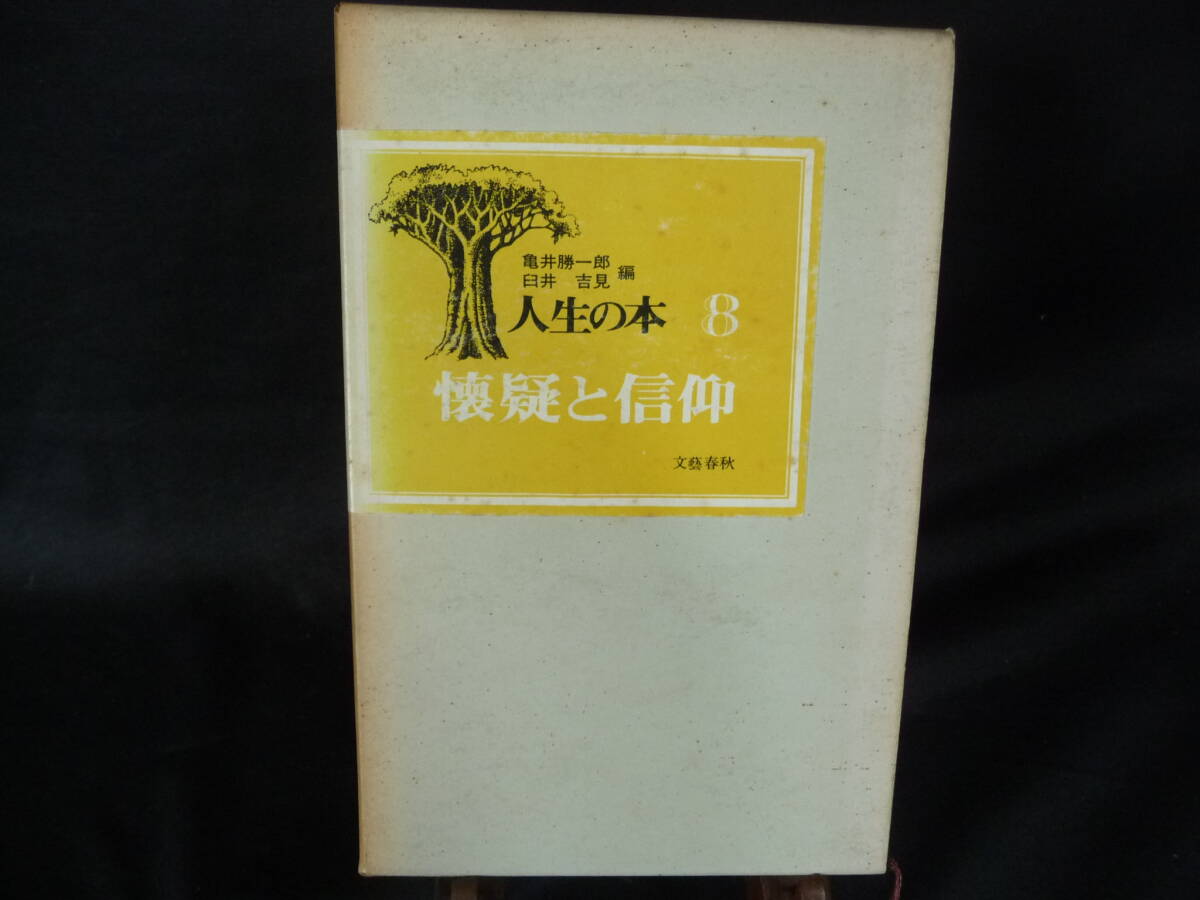 亀井勝一郎
臼井 吉見 編
人生の本 8
懐疑と信仰
文藝春秋